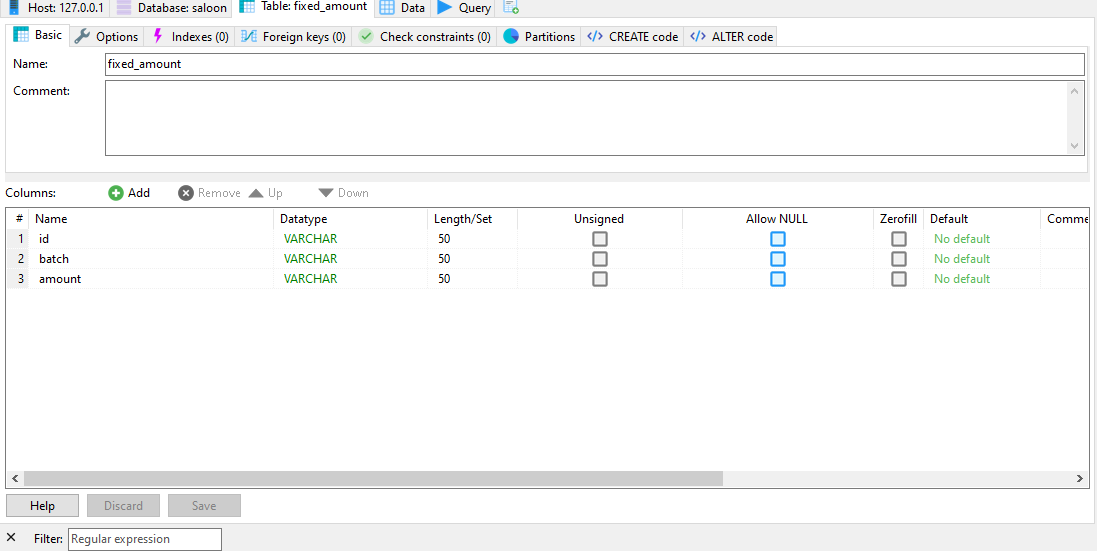 Host: 127.0.0.1 Database: saloon Table: fixed_amount Data Query
Basic Options Indexes (0) Foreign keys (0) Check constraints (0) Partitions </> CREATE code </> ALTER code
Name: fixed_amount
Comment:
Columns: Add Remove Up Down
# Name Datatype Length/Set Unsigned Allow NULL Zerofill Default Comme
1 id VARCHAR 50 No default
2 batch VARCHAR 50 No default
3 amount VARCHAR 50 No default
Help Discard Save
Filter: Regular expression